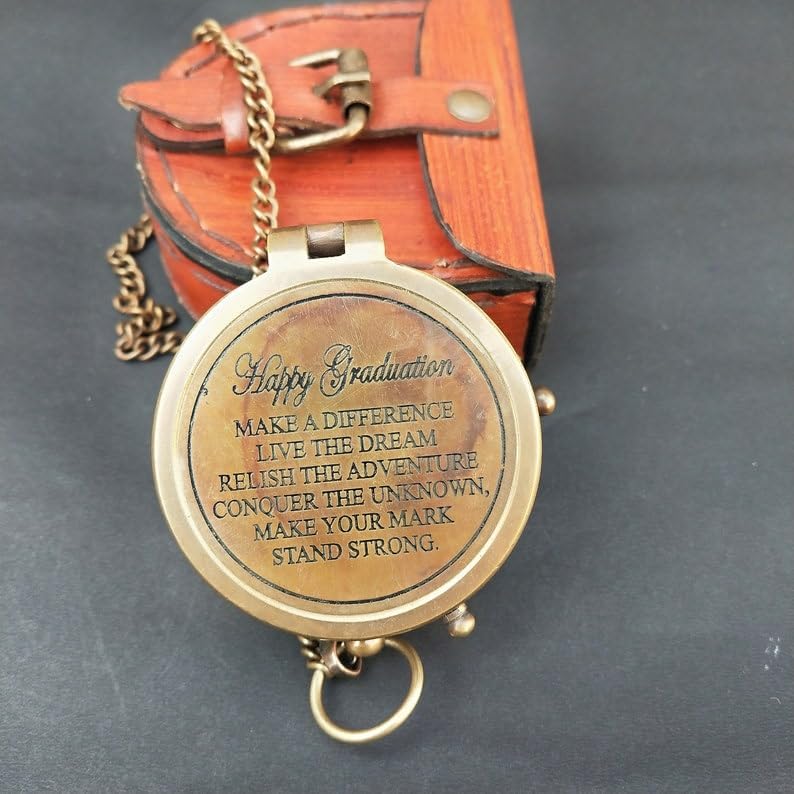 Happy Graduation
MAKE A DIFFERENCE
LIVE THE DREAM
RELISH THE ADVENTURE
CONQUER THE UNKNOWN,
MAKE YOUR MARK
STAND STRONG.